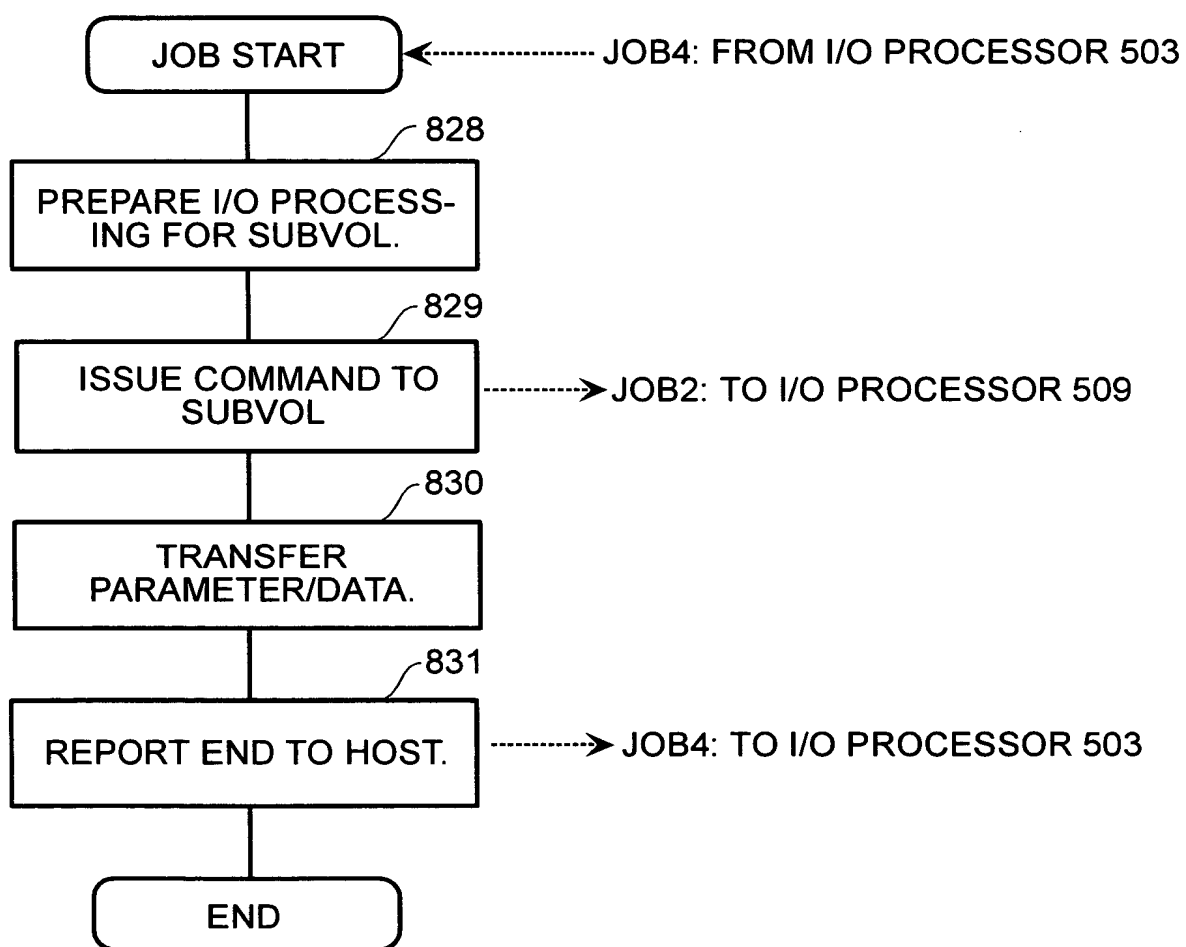 JOB START
JOB4: FROM I/O PROCESSOR 503
828
PREPARE I/O PROCESS-
ING FOR SUBVOL.
829
ISSUE COMMAND TO
SUBVOL
JOB2: TO I/O PROCESSOR 509
830
TRANSFER
PARAMETER/DATA.
831
REPORT END TO HOST.
JOB4: TO I/O PROCESSOR 503
END